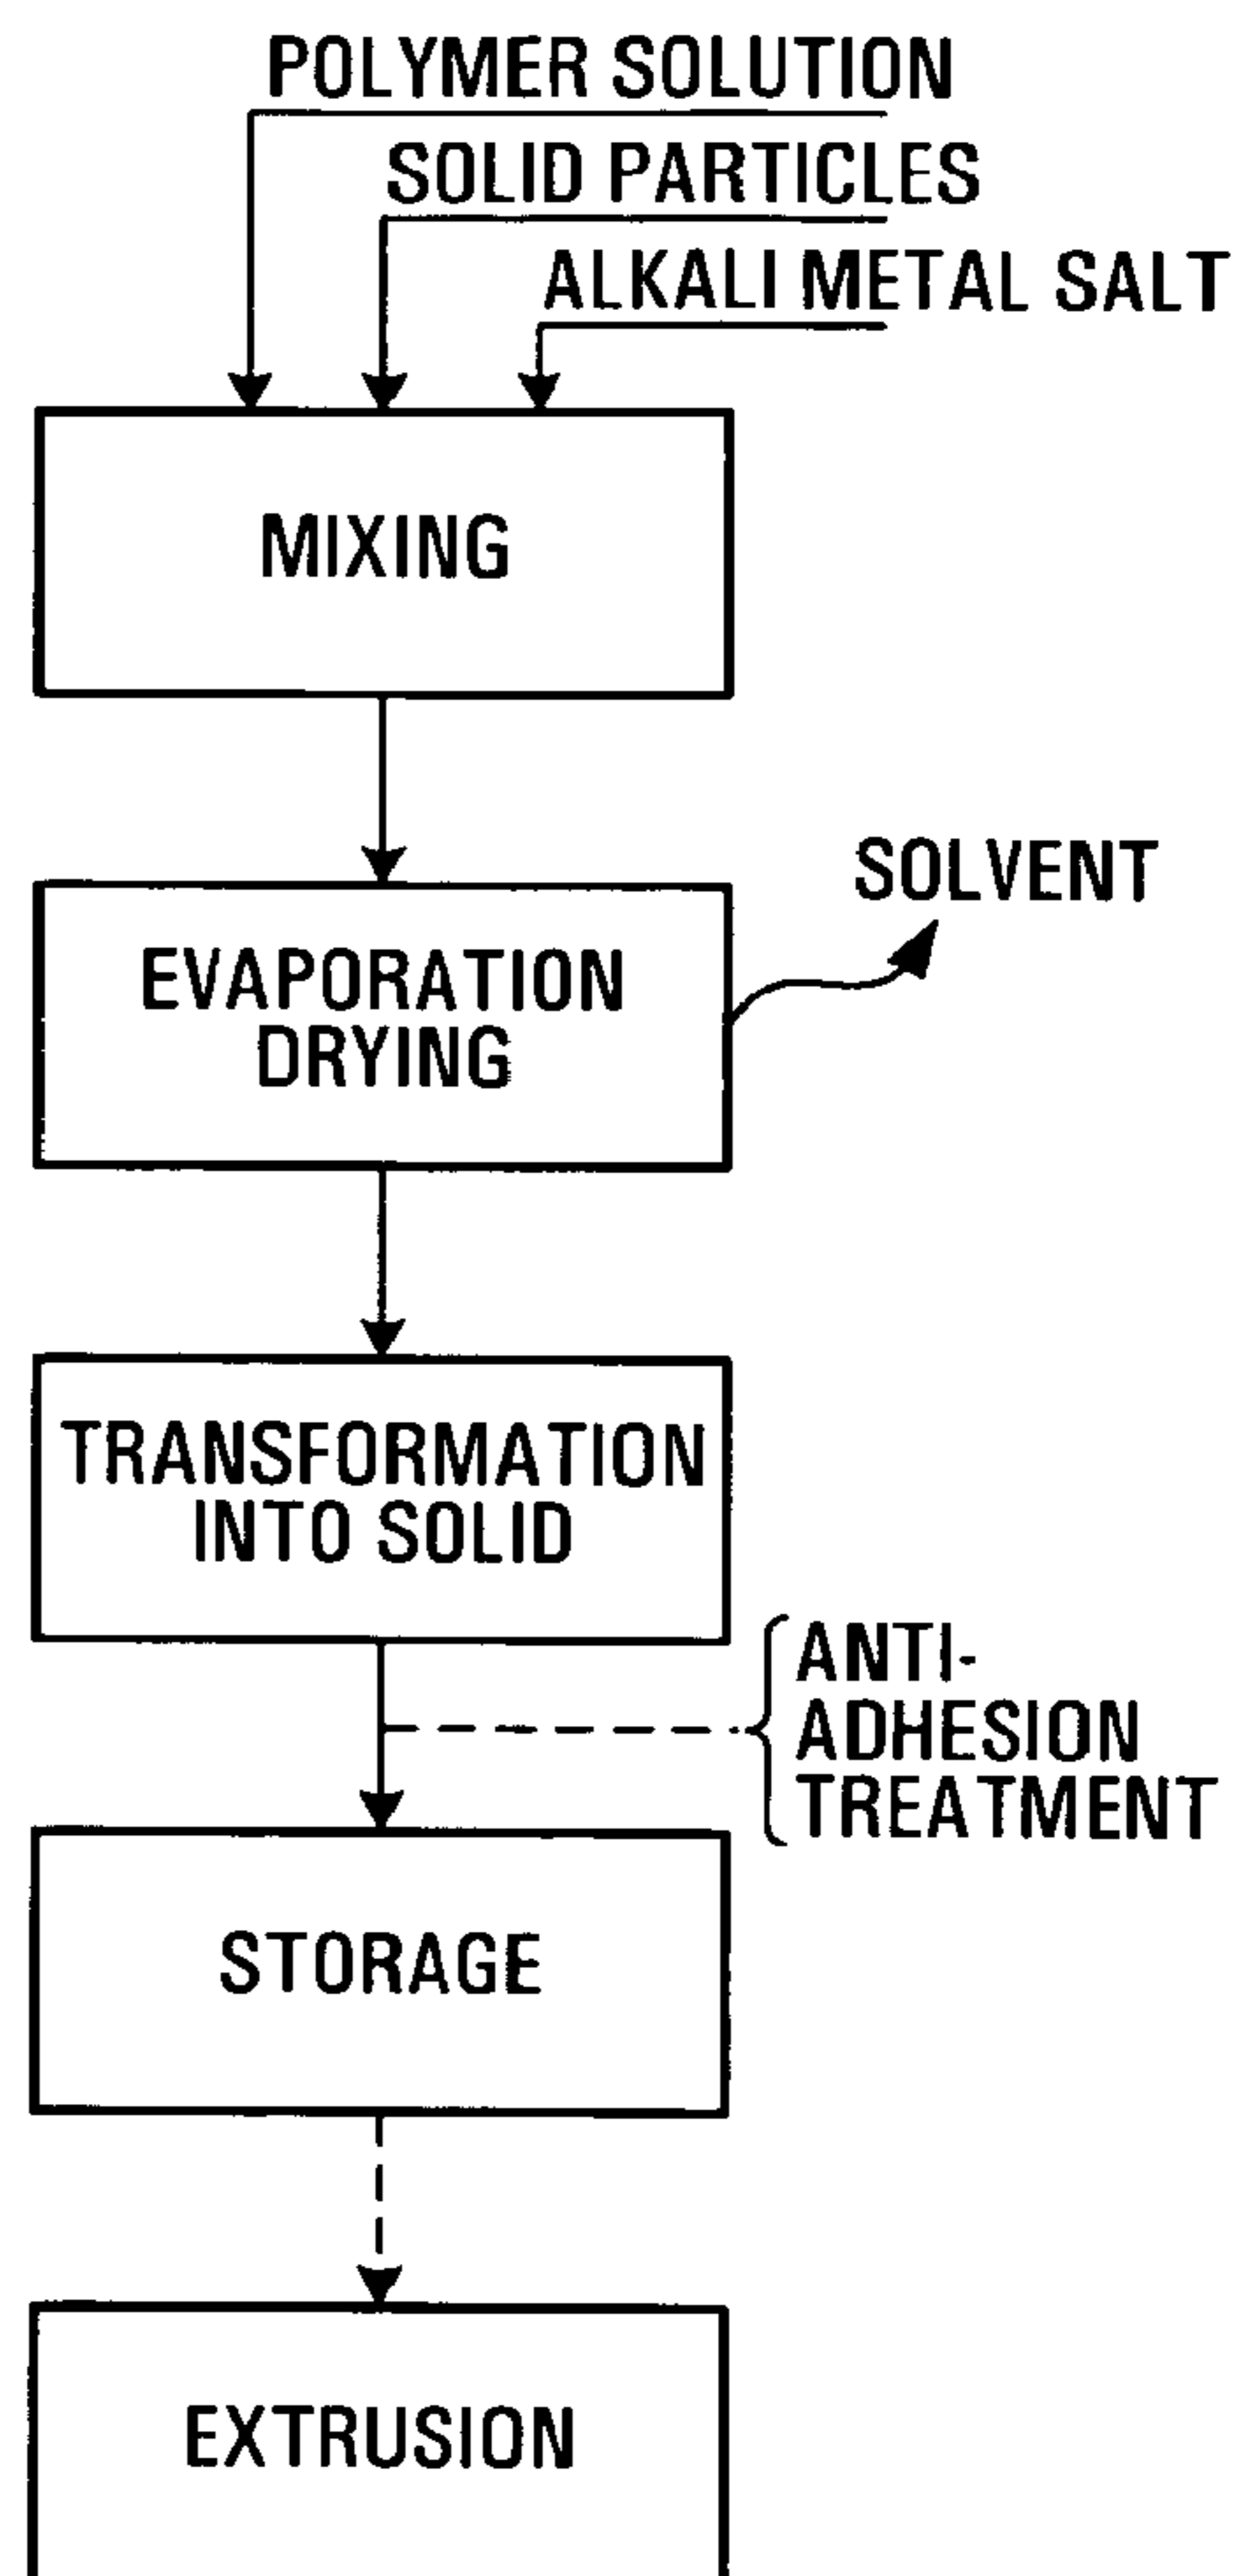 POLYMER SOLUTION
SOLID PARTICLES
ALKALI METAL SALT
MIXING
EVAPORATION
DRYING
SOLVENT
TRANSFORMATION
INTO SOLID
ANTI-
ADHESION
TREATMENT
STORAGE
EXTRUSION